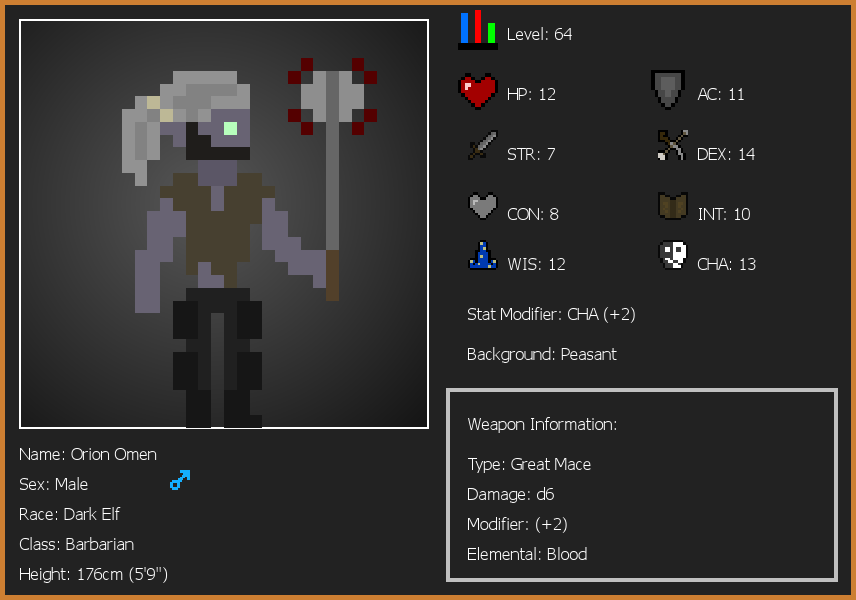 Level: 64
HP: 12
AC: 11
STR: 7
DEX: 14
CON: 8
INT: 10
WIS: 12
CHA: 13
Stat Modifier: CHA (+2)
Background: Peasant
Weapon Information:
Type: Great Mace
Damage: d6
Modifier: (+2)
Elemental: Blood
Name: Orion Omen
Sex: Male
Race: Dark Elf
Class: Barbarian
Height: 176cm (5'9")